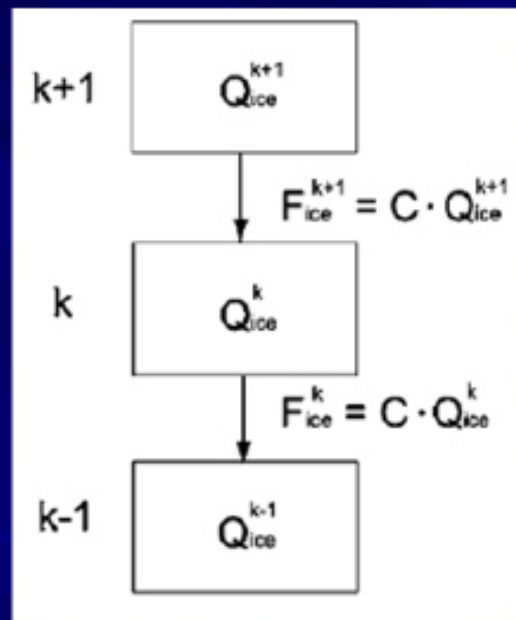 k+1
Q_ice^k+1
F_ice^k+1 = C · Q_ice^k+1
k
Q_ice^k
F_ice^k = C · Q_ice^k
k-1
Q_ice^k-1